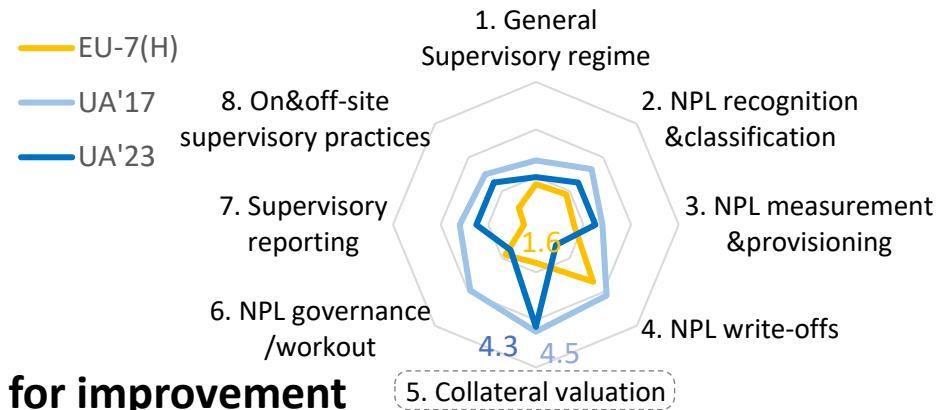 EU-7(H)
UA'17
UA'23
1. General
Supervisory regime
2. NPL recognition
&classification
3. NPL measurement
&provisioning
4. NPL write-offs
5. Collateral valuation
6. NPL governance
/workout
7. Supervisory
reporting
8. On&off-site
supervisory practices
1.6
4.3
4.5
for improvement